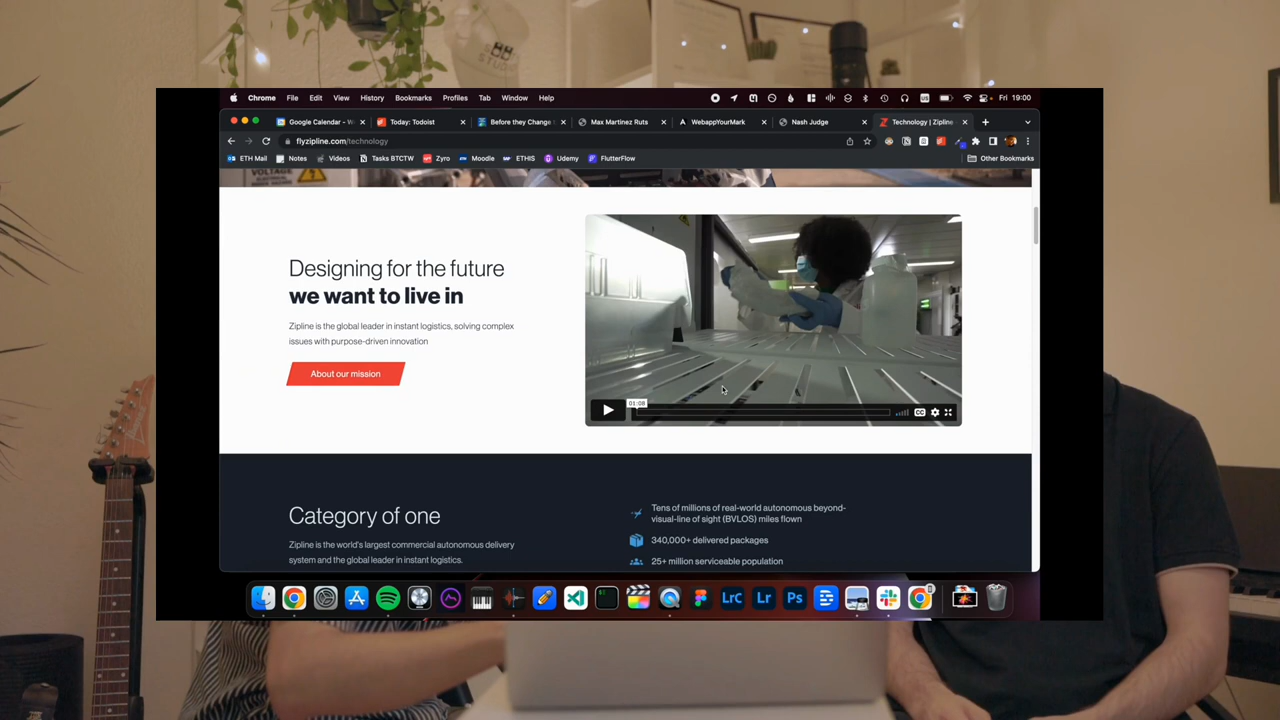 Chrome File Edit View History Bookmarks Profiles Tab Window Help
Fri 19:00
Google Calendar - W
Today: Todoist
Before they Change
Max Martinez Ruts
WebappYourMark
Nash Judge
Technology | Zipline
flyzipline.com/technology
ETH Mail
Notes
Videos
Tasks BTCTW
Zyro
Moodle
ETHIS
Udemy
FlutterFlow
Other Bookmarks
VOLTAGE
Designing for the future
we want to live in
Zipline is the global leader in instant logistics, solving complex
issues with purpose-driven innovation
About our mission
01:08
CC
Category of one
Zipline is the world's largest commercial autonomous delivery
system and the global leader in instant logistics.
Tens of millions of real-world autonomous beyond-
visual-line of sight (BVLOS) miles flown
340,000+ delivered packages
25+ million serviceable population
LrC
Lr
Ps